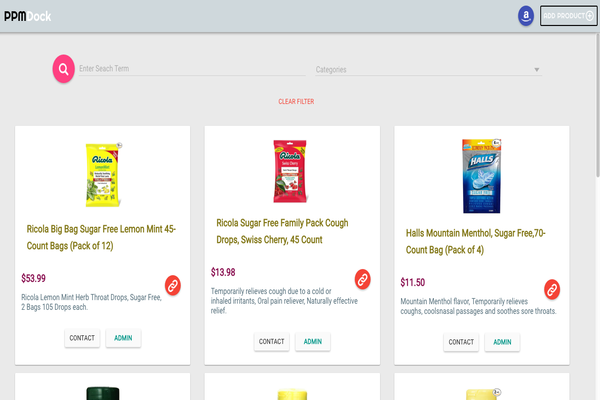 PPMDock
ADD PRODUCT
Enter Seach Term
Categories
CLEAR FILTER
Ricola
Ricola
HALLS
Ricola Big Bag Sugar Free Lemon Mint 45-
Count Bags (Pack of 12)
$53.99
Ricola Lemon Mint Herb Throat Drops, Sugar Free,
2 Bags 105 Drops each.
CONTACT
ADMIN
Ricola Sugar Free Family Pack Cough
Drops, Swiss Cherry, 45 Count
$13.98
Temporarily relieves cough due to a cold or
inhaled irritants, Oral pain reliever, Naturally effective
relief.
CONTACT
ADMIN
Halls Mountain Menthol, Sugar Free,70-
Count Bag (Pack of 4)
$11.50
Mountain Menthol flavor, Temporarily relieves
coughs, coolsnasal passages and soothes sore throats.
CONTACT
ADMIN